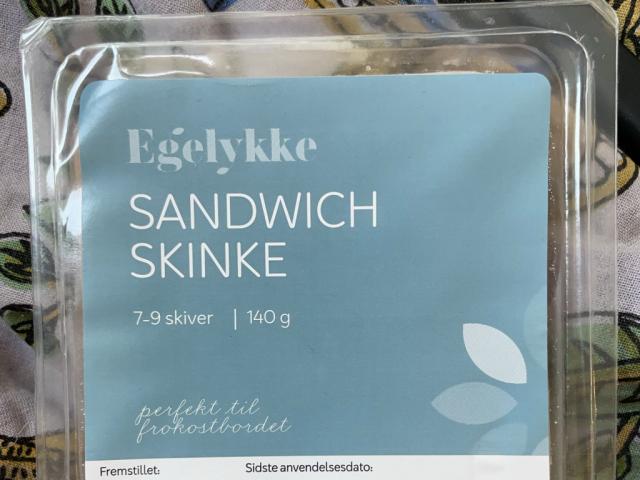 Egelykke
SANDWICH
SKINKE
7-9 skiver | 140 g
perfekt til
frokostbordet
Fremstillet: Sidste anvendelsesdato: